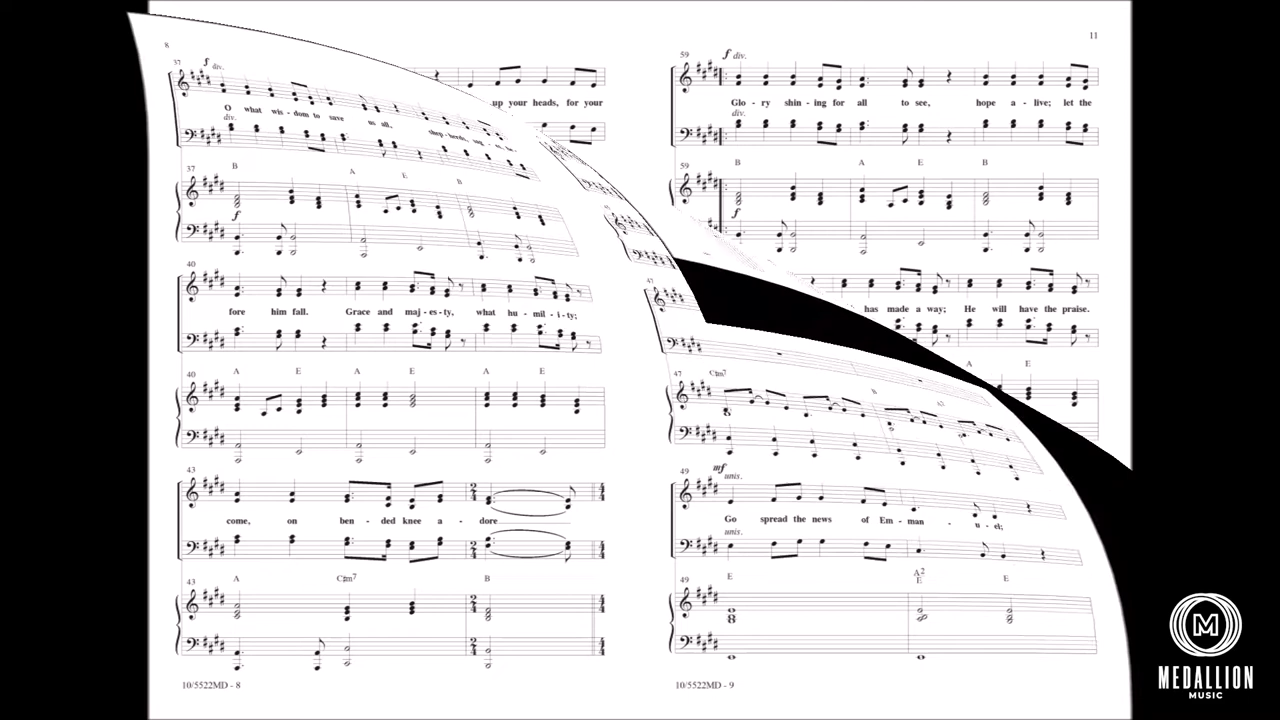 8
37
f div.
O what wis - dom to save us all.
div.
37
B A E B
f
40
fore him fall. Grace and maj - es - ty, what hu - mil - i - ty;
A E A E A E
40
43
come, on ben - ded knee a - dore
A C♯m7 B
43
10/5522MD - 8
up your heads, for your
11
59
f div.
Glo - ry shin - ing for all to see, hope a - live; let the
div.
B A E B
59
f
has made a way; He will have the praise.
A E
47
C♯m7 B A2
47
mf
49
unis.
Go spread the news of Em - man - u - el;
unis.
E A2 E
E
49
10/5522MD - 9
M
MEDALLION
MUSIC